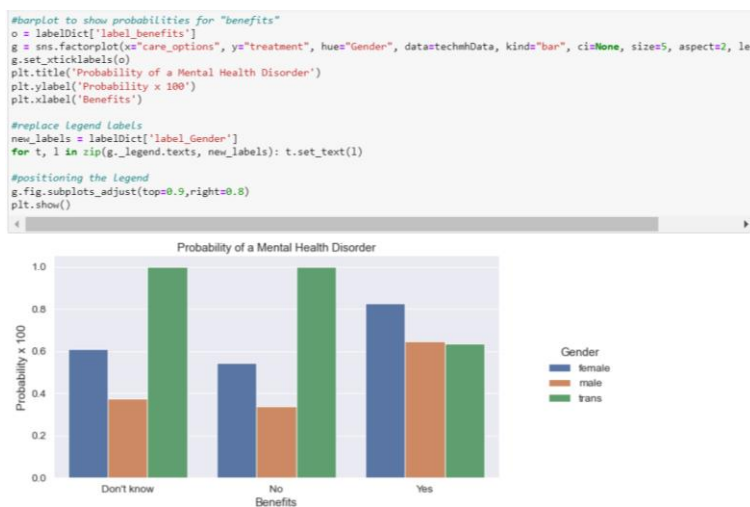 #barplot to show probabilities for "benefits"
o = labelDict['label_benefits']
g = sns.factorplot(x="care_options", y="treatment", hue="Gender", data=techmhData, kind="bar", ci=None, size=5, aspect=2, le
g.set_xticklabels(o)
plt.title('Probability of a Mental Health Disorder')
plt.ylabel('Probability x 100')
plt.xlabel('Benefits')
#replace legend labels
new_labels = labelDict['label_Gender']
for t, l in zip(g._legend.texts, new_labels): t.set_text(l)
#positioning the legend
g.fig.subplots_adjust(top=0.9,right=0.8)
plt.show()
Probability of a Mental Health Disorder
1.0
0.8
0.6
0.4
0.2
0.0
Probability x 100
Don't know
No
Yes
Benefits
Gender
female
male
trans